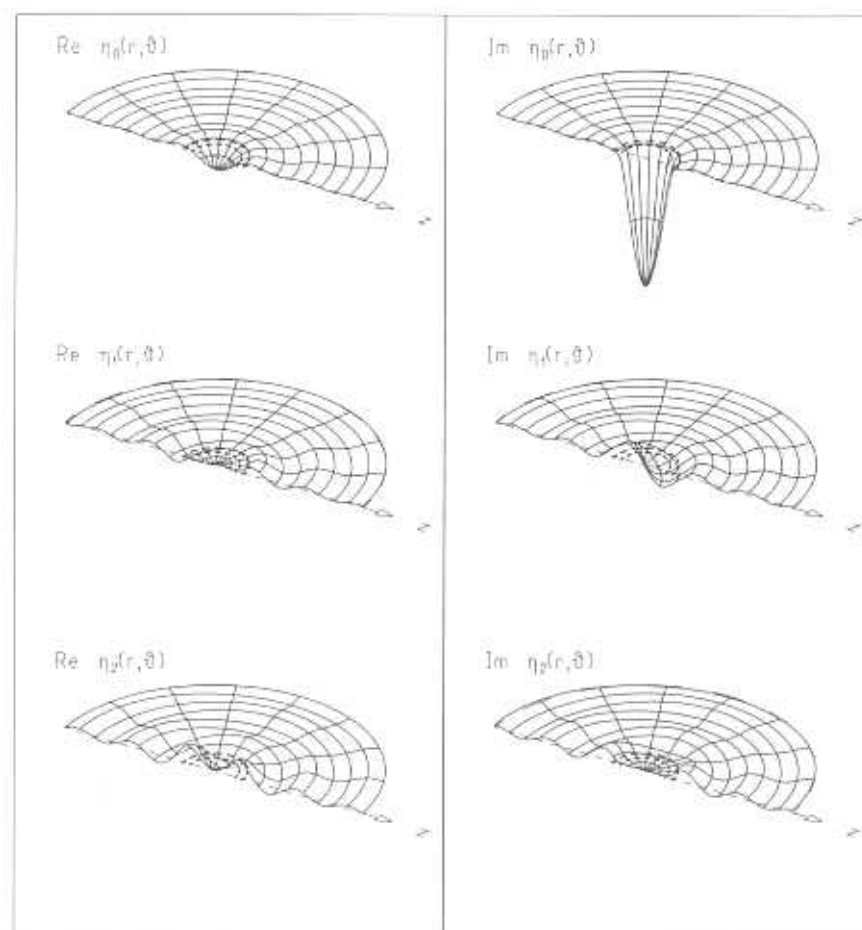 Re η₀(r,ϑ)
Im η₀(r,ϑ)
z
z
Re η₁(r,ϑ)
Im η₁(r,ϑ)
z
z
Re η₂(r,ϑ)
Im η₂(r,ϑ)
z
z